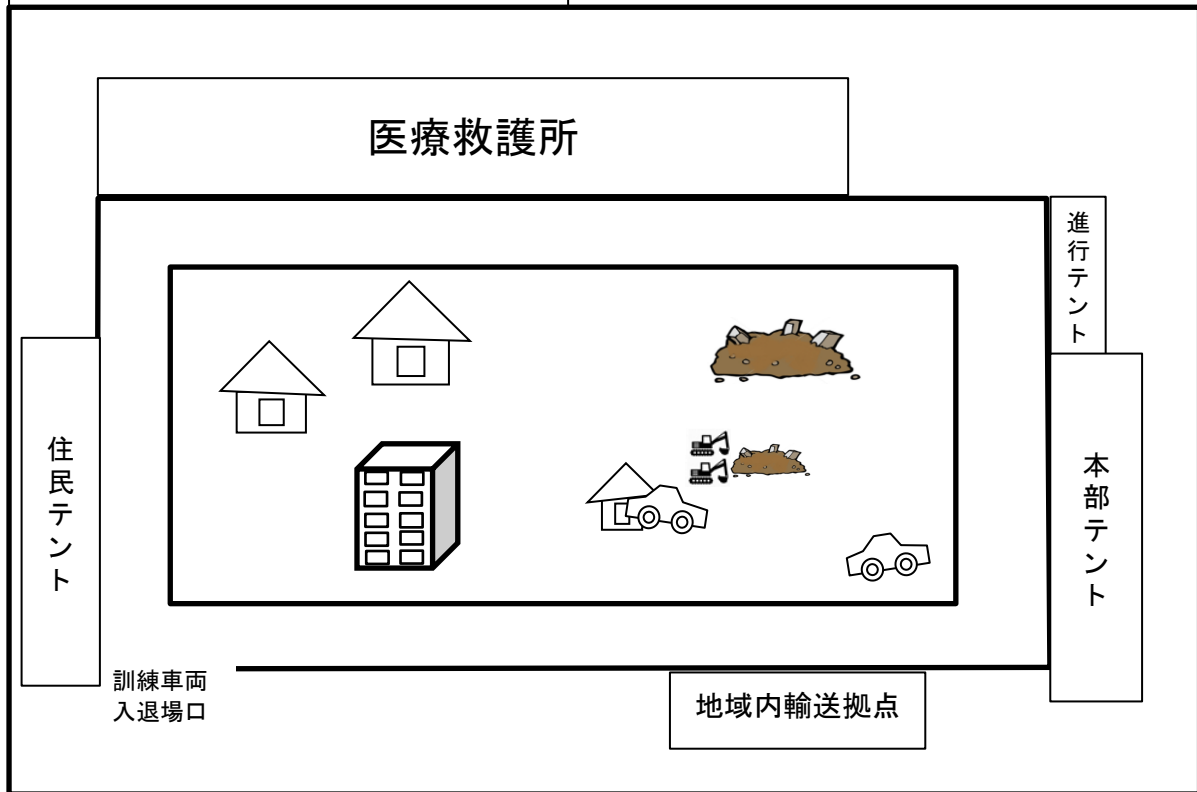 医療救護所
進行テント
住民テント
本部テント
訓練車両
入退場口
地域内輸送拠点